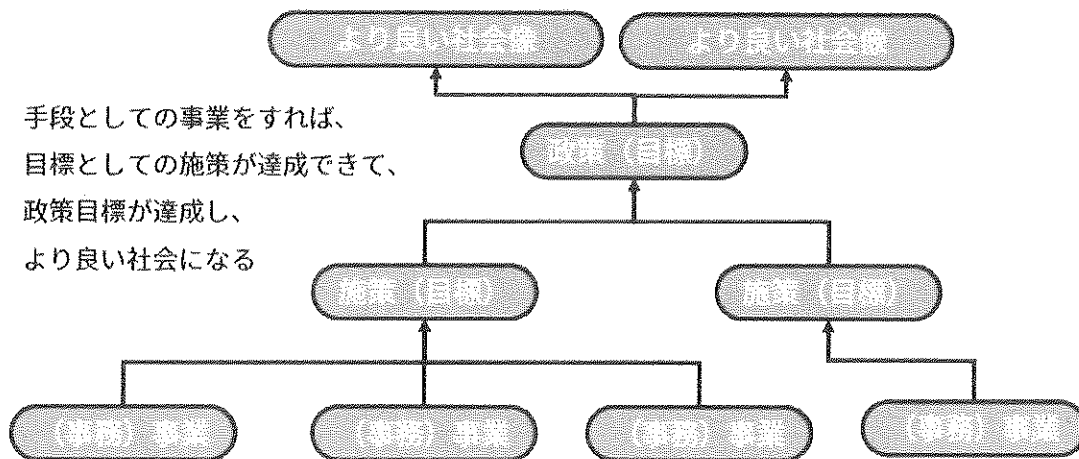 より良い社会像
より良い社会像
手段としての事業をすれば、
目標としての施策が達成できて、
政策目標が達成し、
より良い社会になる
政策（目標）
施策（目標）
施策（目標）
（事務）事業
（事務）事業
（事務）事業
（事務）事業